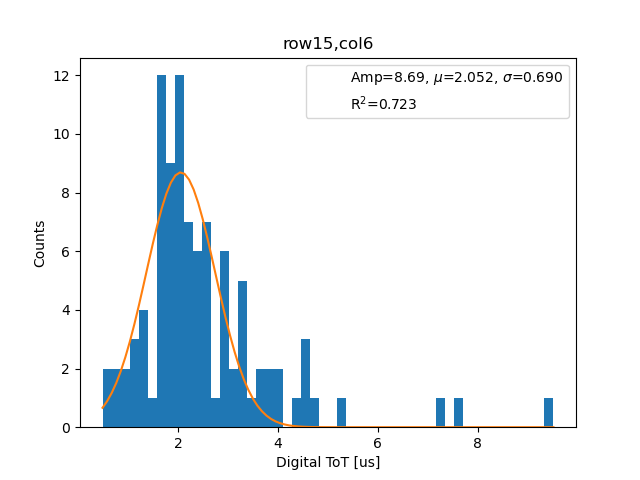 row15,col6
Amp=8.69, μ=2.052, σ=0.690
R²=0.723
12
10
8
6
4
2
0
Counts
2 4 6 8
Digital ToT [us]